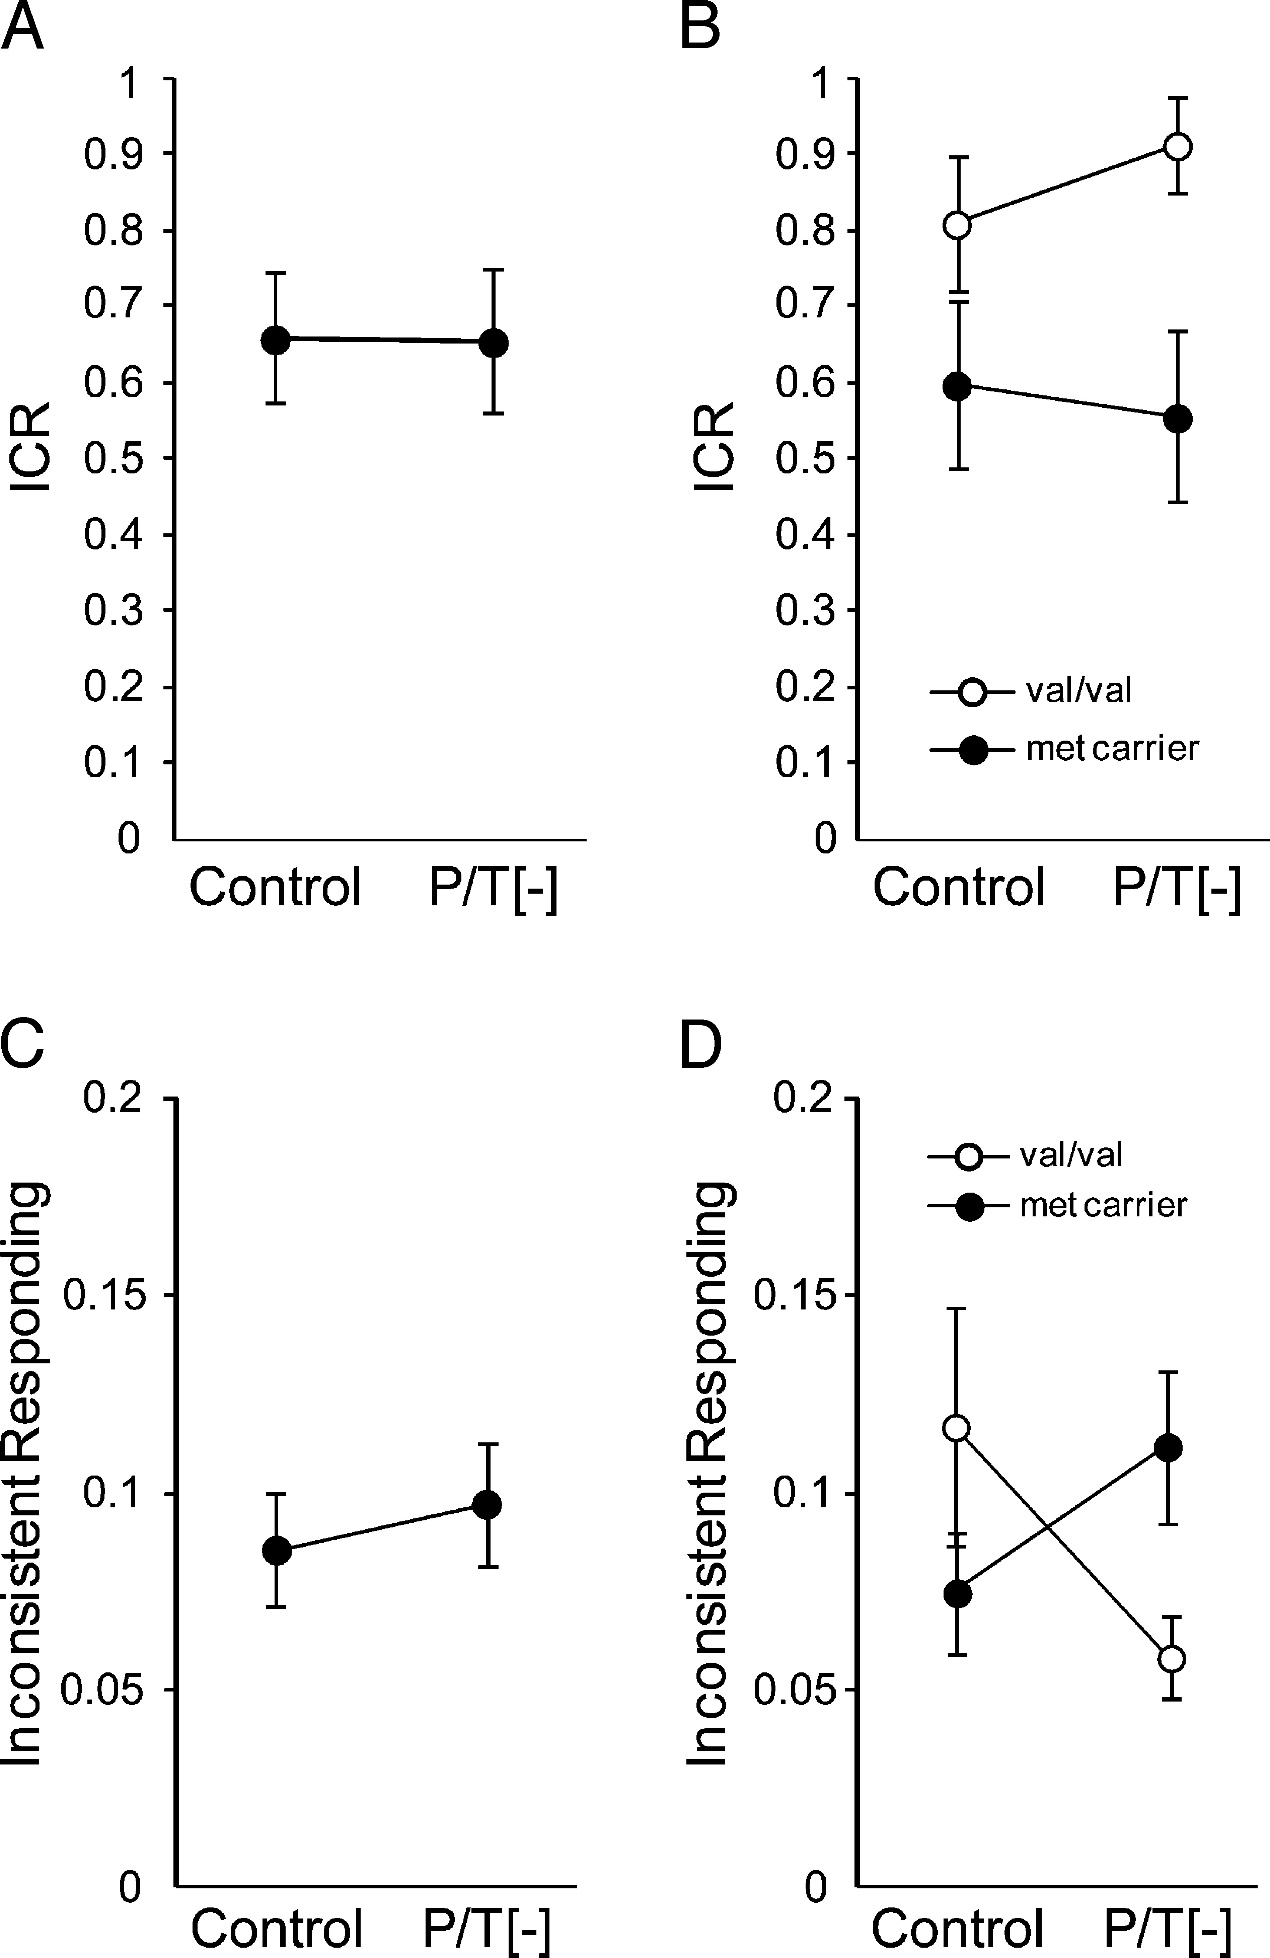 A
1
0.9
0.8
0.7
0.6
0.5
0.4
0.3
0.2
0.1
0
ICR
Control P/T[-]
B
1
0.9
0.8
0.7
0.6
0.5
0.4
0.3
0.2
0.1
0
ICR
val/val
met carrier
Control P/T[-]
C
0.2
0.15
0.1
0.05
0
Inconsistent Responding
Control P/T[-]
D
0.2
0.15
0.1
0.05
0
Inconsistent Responding
val/val
met carrier
Control P/T[-]